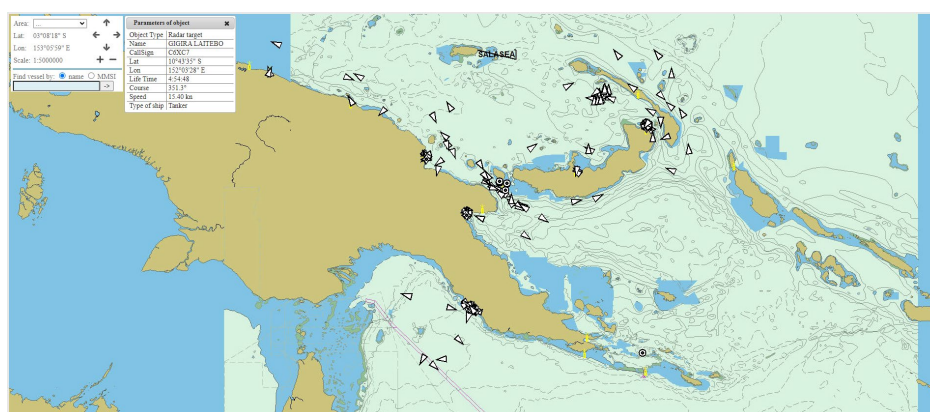 Area: ...
Lat: 03°08'18" S
Lon: 153°05'59" E
Scale: 1:5000000
Find vessel by: name MMSI
->
Parameters of object ×
Object Type Radar target
Name GIGIRA LAITEBO
Call/Sign C6XC7
Lat 10°43'35" S
Lon 152°03'28" E
Life Time 4:54:48
Course 351.3°
Speed 15.40 kn
Type of ship Tanker
SALASEA